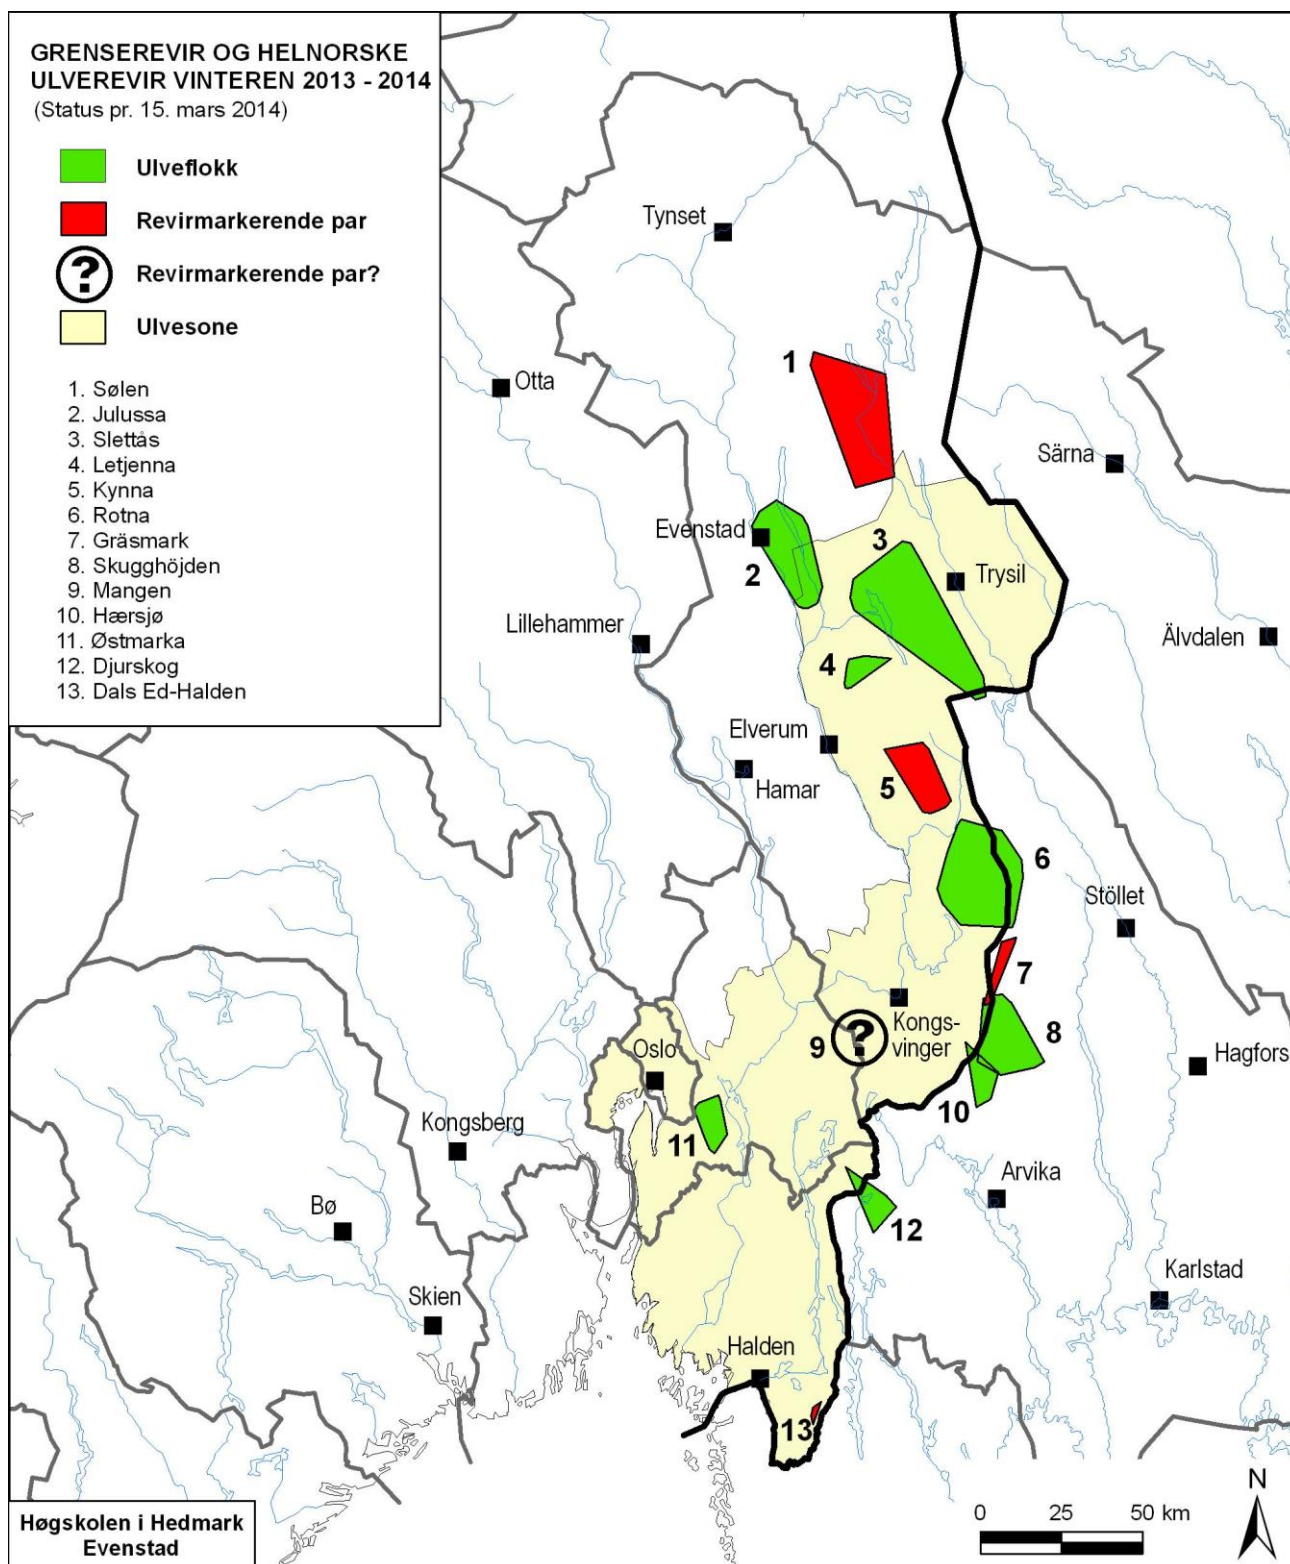 GRENSEREVIR OG HELNORSKE
ULVEREVIR VINTEREN 2013 - 2014
(Status pr. 15. mars 2014)
Ulveflokk
Revirmarkerende par
?
Revirmarkerende par?
Ulvesone
1. Sølen
2. Julussa
3. Slettås
4. Letjenna
5. Kynna
6. Rotna
7. Gräsmark
8. Skugghöjden
9. Mangen
10. Hærsjø
11. Østmarka
12. Djurskog
13. Dals Ed-Halden
Tynset
1
Otta
Särna
Evenstad
3
2
Trysil
Lillehammer
Älvdalen
4
Elverum
5
Hamar
6
Stöllet
7
9
?
Kongs-
vinger
8
Oslo
Hagfors
10
Kongsberg
11
Arvika
Bø
12
Karlstad
Skien
Halden
13
N
0 25 50 km
Høgskolen i Hedmark
Evenstad